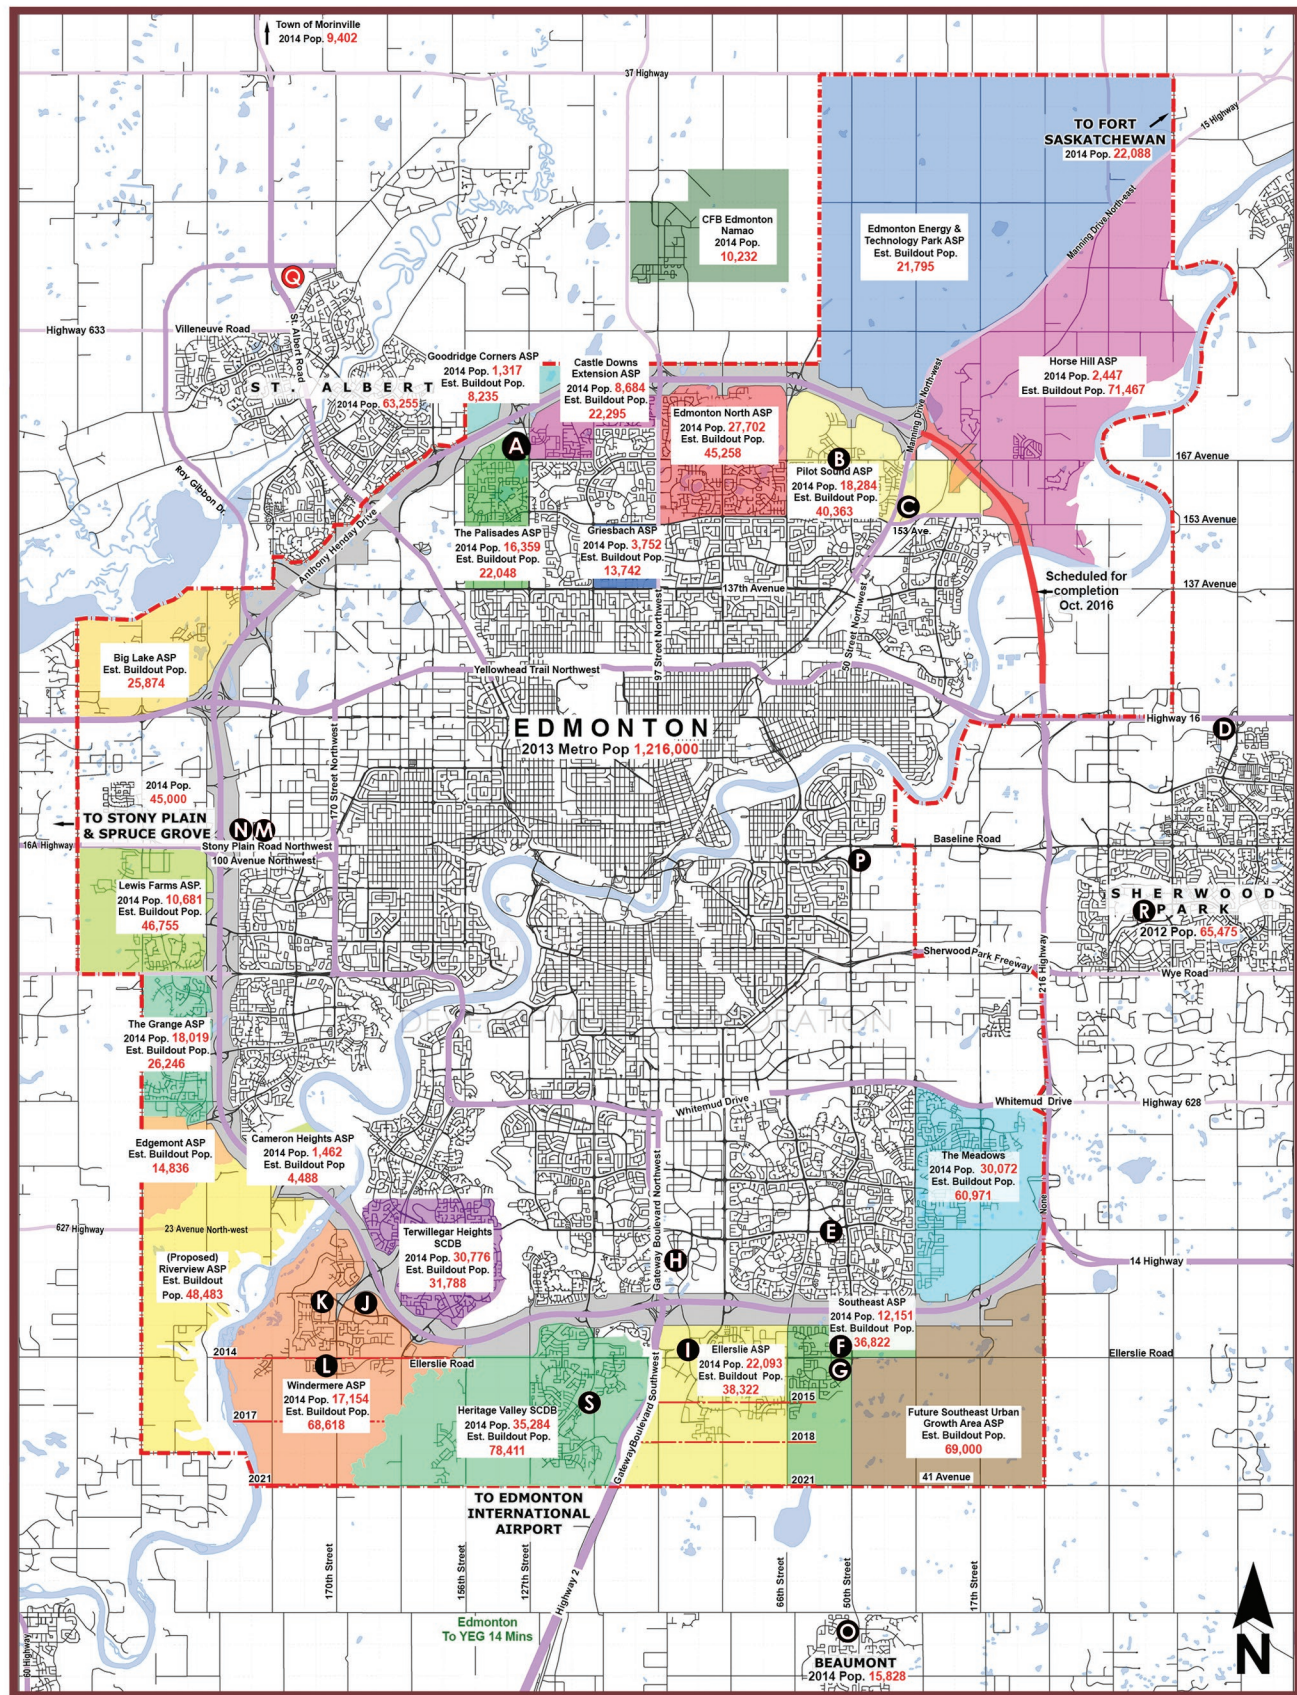 Town of Morinville
2014 Pop. 9,402
37 Highway
15 Highway
TO FORT
SASKATCHEWAN
2014 Pop. 22,088
Manning Drive North-east
CFB Edmonton
Namao
2014 Pop.
10,232
Edmonton Energy &
Technology Park ASP
Est. Buildout Pop.
21,795
Q
St. Albert Road
Highway 633
Villeneuve Road
ST. ALBERT
2014 Pop. 63,255
Goodridge Corners ASP
2014 Pop. 1,317
Est. Buildout Pop.
8,235
Castle Downs
Extension ASP
2014 Pop. 8,684
Est. Buildout Pop.
22,295
Manning Drive North-west
Horse Hill ASP
2014 Pop. 2,447
Est. Buildout Pop. 71,467
Edmonton North ASP
2014 Pop. 27,702
Est. Buildout Pop.
45,258
A
B
Pilot Sound ASP
2014 Pop. 18,284
Est. Buildout Pop.
40,363
C
167 Avenue
Ray Gibbon Dr
Anthony Henday Drive
153 Avenue
153 Ave.
The Palisades ASP
2014 Pop. 16,359
Est. Buildout Pop.
22,048
Griesbach ASP
2014 Pop. 3,752
Est. Buildout Pop.
13,742
137th Avenue
137 Avenue
Scheduled for
completion
Oct. 2016
97 Street Northwest
50 Street Northwest
Big Lake ASP
Est. Buildout Pop.
25,874
Yellowhead Trail Northwest
EDMONTON
2013 Metro Pop 1,216,000
Highway 16
D
170 Street Northwest
2014 Pop.
45,000
TO STONY PLAIN
& SPRUCE GROVE
N
M
16A Highway
Stony Plain Road Northwest
100 Avenue Northwest
Baseline Road
P
Lewis Farms ASP.
2014 Pop. 10,681
Est. Buildout Pop.
46,755
SHERWOOD
R
PARK
2012 Pop. 65,475
Sherwood Park Freeway
216 Highway
Wye Road
The Grange ASP
2014 Pop. 18,019
Est. Buildout Pop.
26,246
DEVELOPMENT CORPORATION
Whitemud Drive
Whitemud Drive
Highway 628
Edgemont ASP
Est. Buildout Pop.
14,836
Cameron Heights ASP
2014 Pop. 1,462
Est. Buildout Pop
4,488
The Meadows
2014 Pop. 30,072
Est. Buildout Pop.
60,971
None
627 Highway
23 Avenue North-west
Gateway Boulevard Northwest
Terwillegar Heights
SCDB
2014 Pop. 30,776
Est. Buildout Pop.
31,788
E
H
(Proposed)
Riverview ASP
Est. Buildout
Pop. 48,483
14 Highway
K
J
Southeast ASP
2014 Pop. 12,151
Est. Buildout Pop.
36,822
F
G
2014
Ellerslie Road
Ellerslie Road
I
Ellerslie ASP
2014 Pop. 22,093
Est. Buildout Pop.
38,322
L
Windermere ASP
2014 Pop. 17,154
Est. Buildout Pop.
68,618
2015
S
Heritage Valley SCDB
2014 Pop. 35,284
Est. Buildout Pop.
78,411
2017
2018
Future Southeast Urban
Growth Area ASP
Est. Buildout Pop.
69,000
Gateway Boulevard Southwest
2021
2021
41 Avenue
TO EDMONTON
INTERNATIONAL
AIRPORT
170th Street
156th Street
127th Street
Highway 2
66th Street
50th Street
17th Street
Edmonton
To YEG 14 Mins
60 Highway
O
BEAUMONT
2014 Pop. 15,828
N